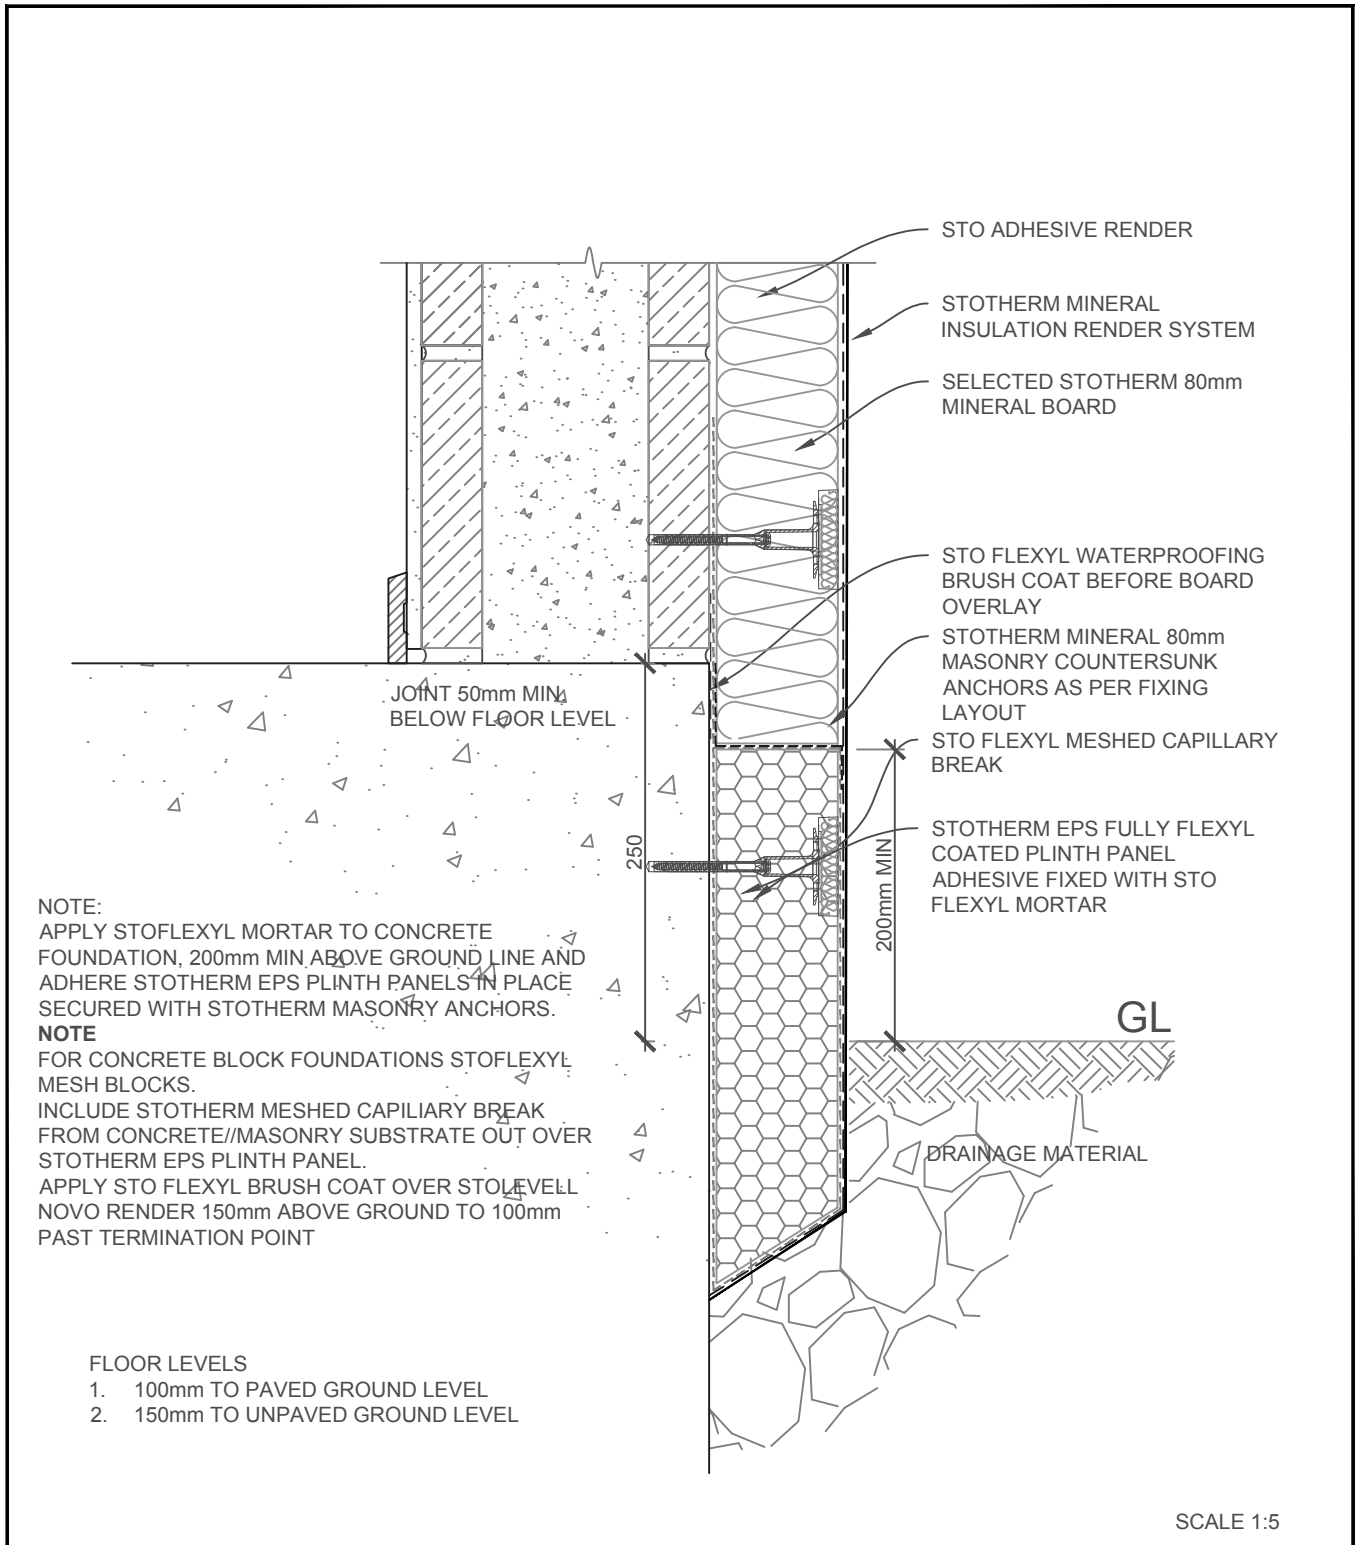 STO ADHESIVE RENDER
STOTHERM MINERAL
INSULATION RENDER SYSTEM
SELECTED STOTHERM 80mm
MINERAL BOARD
STO FLEXYL WATERPROOFING
BRUSH COAT BEFORE BOARD
OVERLAY
STOTHERM MINERAL 80mm
MASONRY COUNTERSUNK
ANCHORS AS PER FIXING
LAYOUT
STO FLEXYL MESHED CAPILLARY
BREAK
STOTHERM EPS FULLY FLEXYL
COATED PLINTH PANEL
ADHESIVE FIXED WITH STO
FLEXYL MORTAR
JOINT 50mm MIN
BELOW FLOOR LEVEL
250
200mm MIN
GL
DRAINAGE MATERIAL
NOTE:
APPLY STOFLEXYL MORTAR TO CONCRETE
FOUNDATION, 200mm MIN ABOVE GROUND LINE AND
ADHERE STOTHERM EPS PLINTH PANELS IN PLACE
SECURED WITH STOTHERM MASONRY ANCHORS.
NOTE
FOR CONCRETE BLOCK FOUNDATIONS STOFLEXYL
MESH BLOCKS.
INCLUDE STOTHERM MESHED CAPILIARY BREAK
FROM CONCRETE//MASONRY SUBSTRATE OUT OVER
STOTHERM EPS PLINTH PANEL.
APPLY STO FLEXYL BRUSH COAT OVER STOLEVELL
NOVO RENDER 150mm ABOVE GROUND TO 100mm
PAST TERMINATION POINT
FLOOR LEVELS
1. 100mm TO PAVED GROUND LEVEL
2. 150mm TO UNPAVED GROUND LEVEL
SCALE 1:5